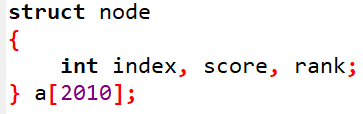 struct node
{
    int index, score, rank;
} a[2010];